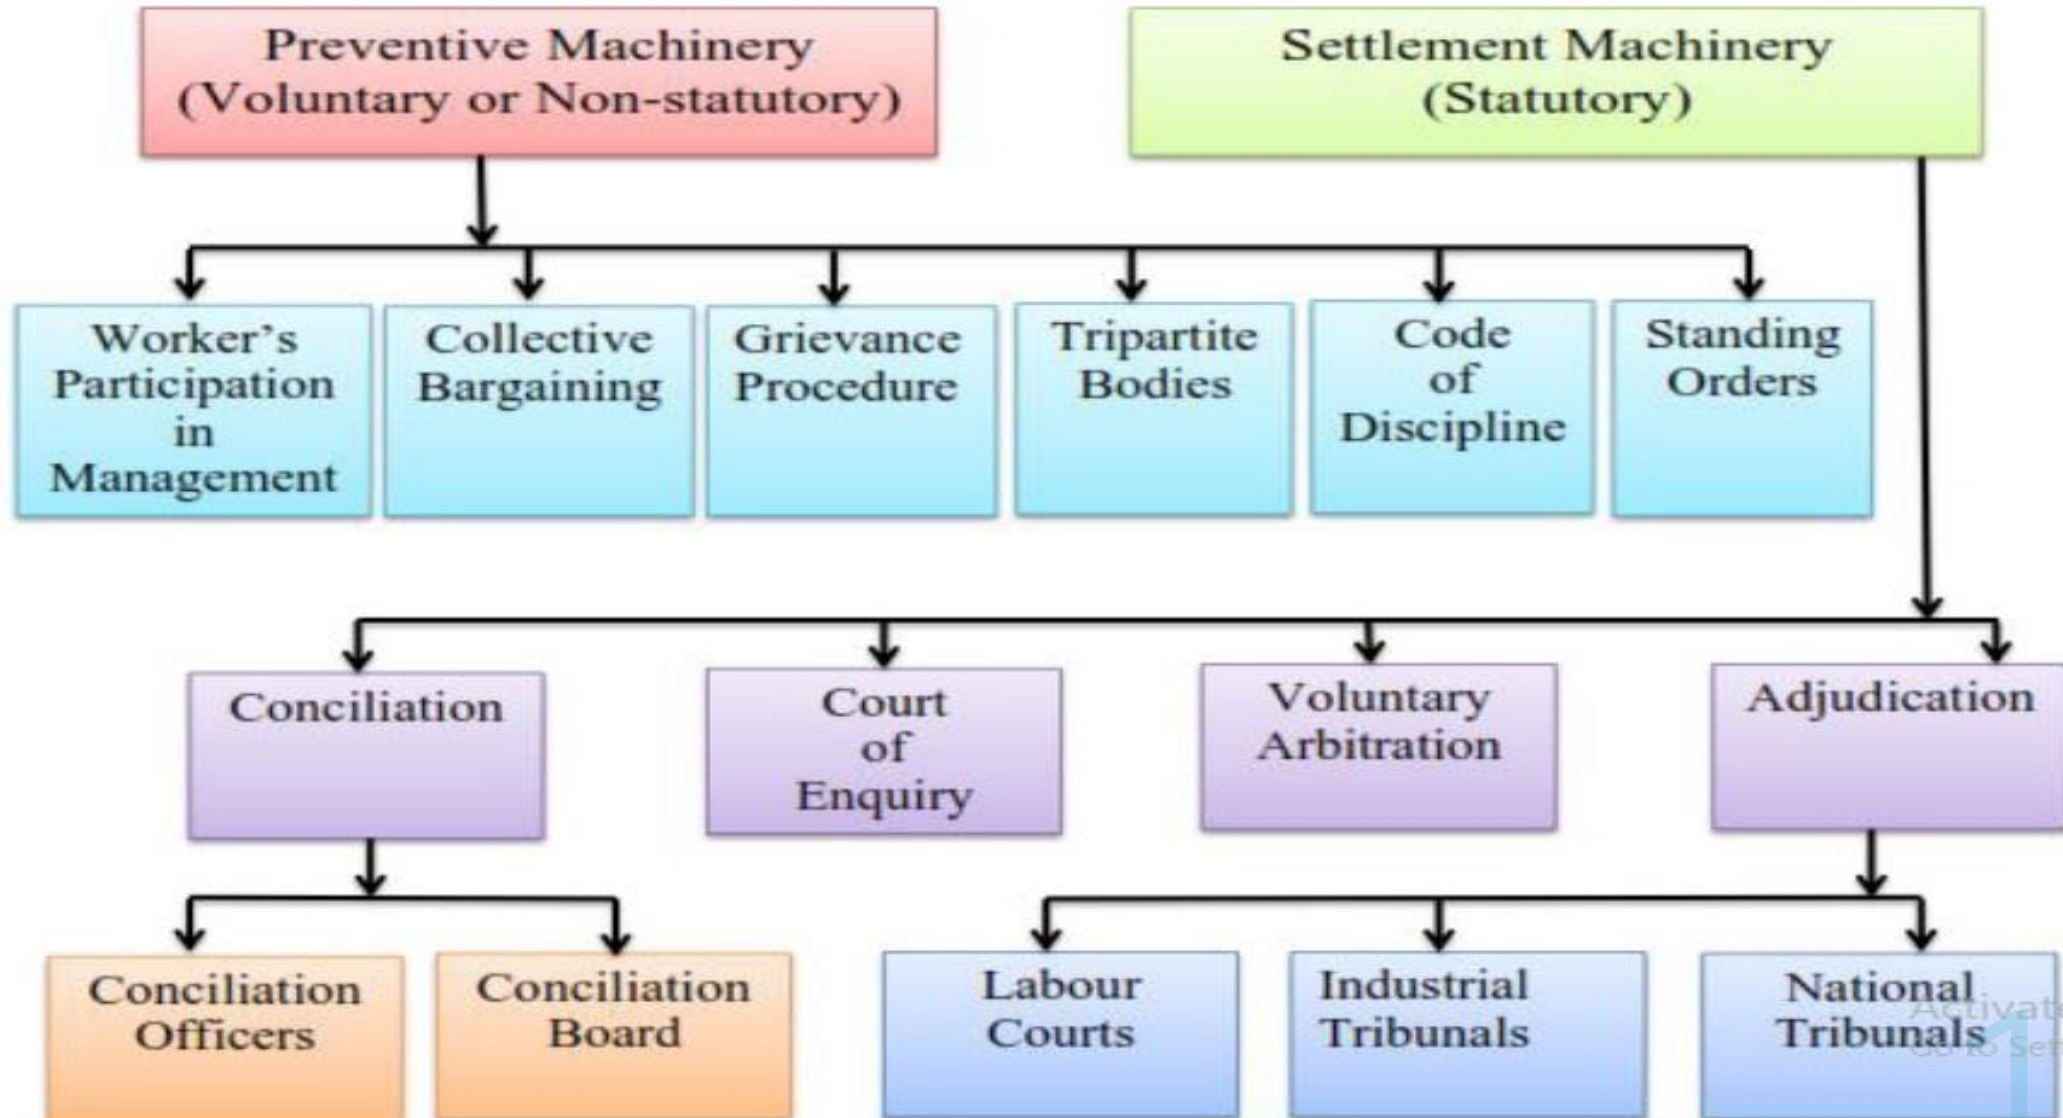 Preventive Machinery
(Voluntary or Non-statutory)
Settlement Machinery
(Statutory)
Worker's
Participation
in
Management
Collective
Bargaining
Grievance
Procedure
Tripartite
Bodies
Code
of
Discipline
Standing
Orders
Conciliation
Court
of
Enquiry
Voluntary
Arbitration
Adjudication
Conciliation
Officers
Conciliation
Board
Labour
Courts
Industrial
Tribunals
National
Tribunals
1